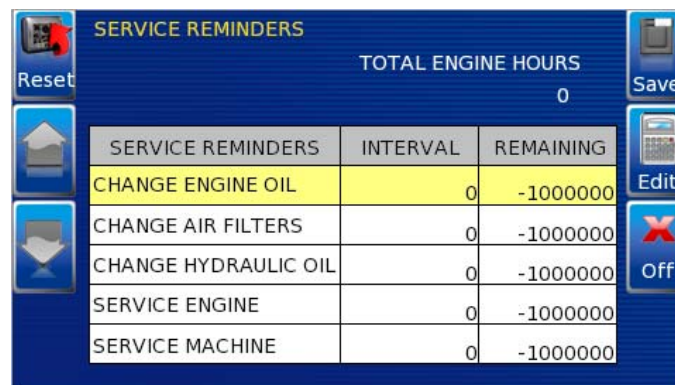 SERVICE REMINDERS
TOTAL ENGINE HOURS
0
Reset
Save
SERVICE REMINDERS INTERVAL REMAINING
CHANGE ENGINE OIL 0 -1000000
Edit
CHANGE AIR FILTERS 0 -1000000
CHANGE HYDRAULIC OIL 0 -1000000
Off
SERVICE ENGINE 0 -1000000
SERVICE MACHINE 0 -1000000